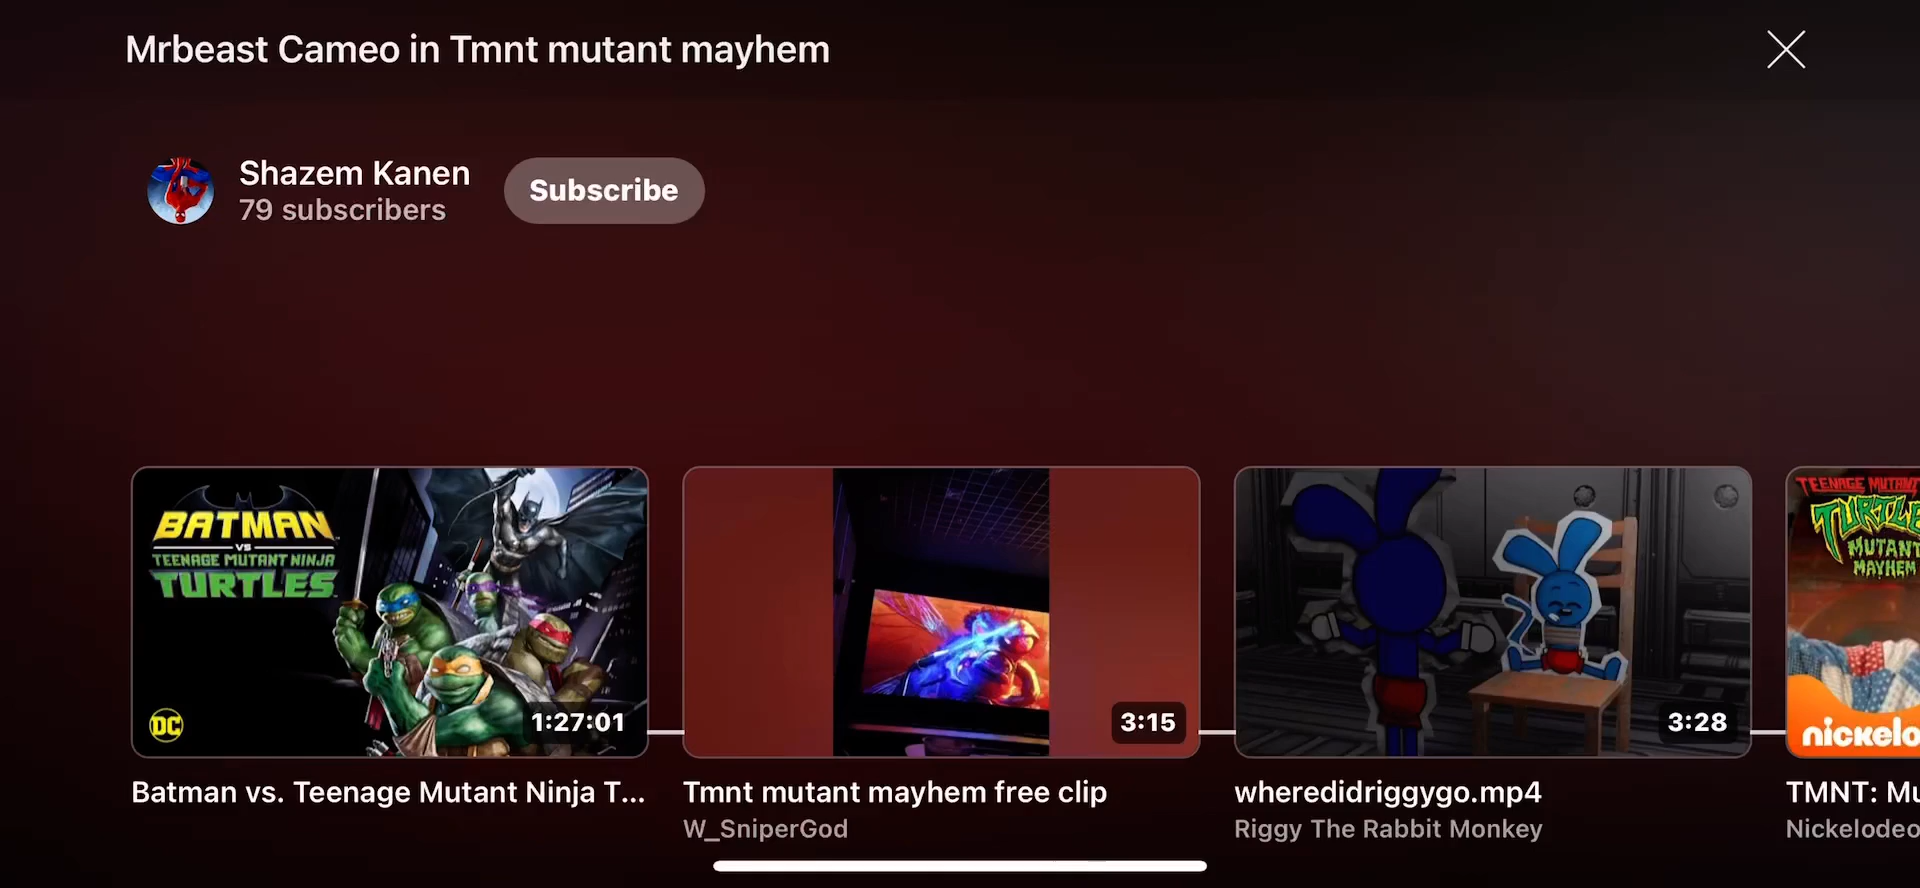 Mrbeast Cameo in Tmnt mutant mayhem
Shazem Kanen
79 subscribers
Subscribe
BATMAN
VS
TEENAGE MUTANT NINJA
TURTLES
DC
1:27:01
3:15
3:28
TEENAGE MUTANT
TURTLE
MUTANT
MAYHEM
nickelo
Batman vs. Teenage Mutant Ninja T...
Tmnt mutant mayhem free clip
W_SniperGod
wheredidriggygo.mp4
Riggy The Rabbit Monkey
TMNT: Mu
Nickelodeo